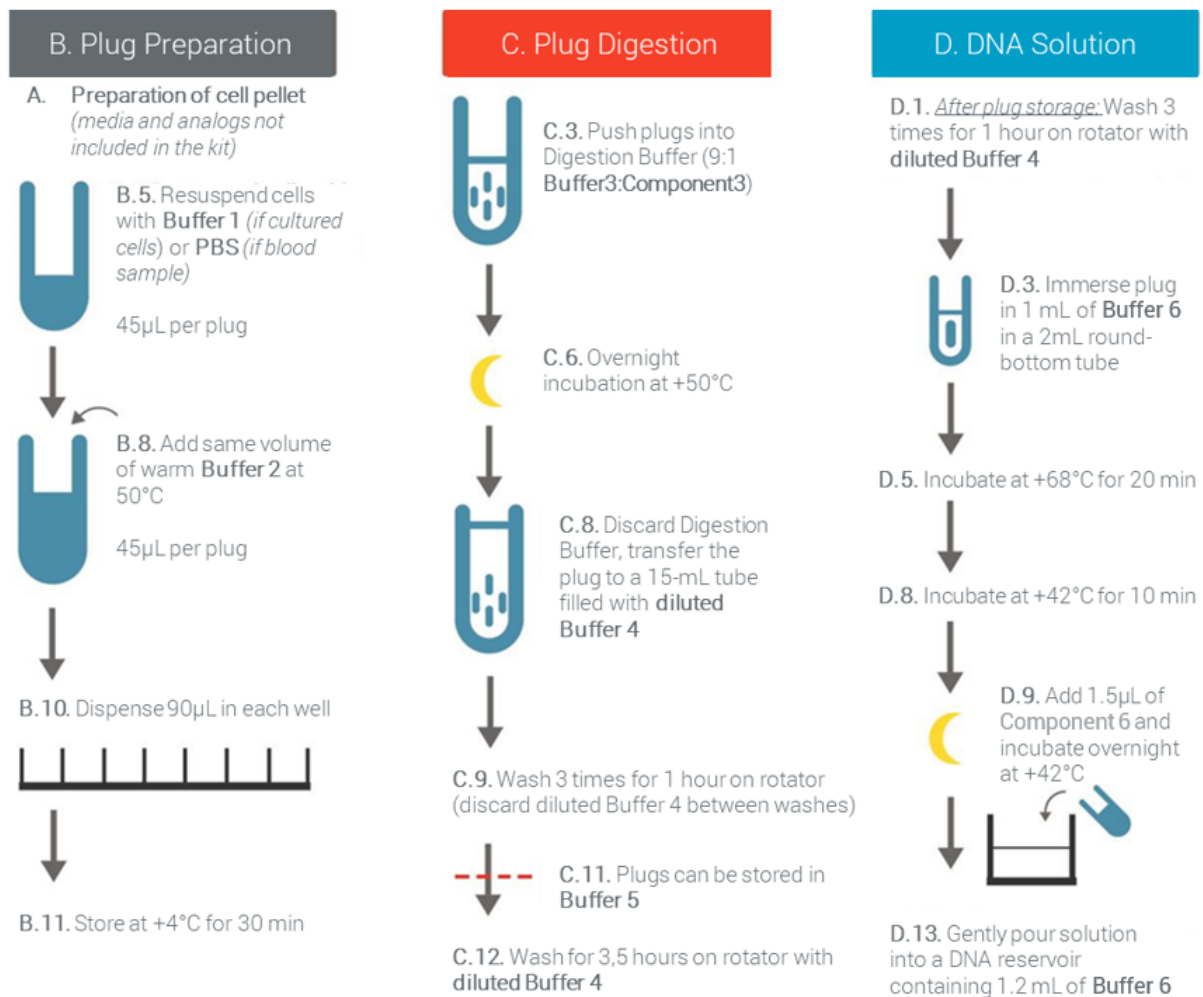 B. Plug Preparation
A. Preparation of cell pellet
(media and analogs not
included in the kit)
B.5. Resuspend cells
with Buffer 1 (if cultured
cells) or PBS (if blood
sample)
45µL per plug
B.8. Add same volume
of warm Buffer 2 at
50°C
45µL per plug
B.10. Dispense 90µL in each well
B.11. Store at +4°C for 30 min
C. Plug Digestion
C.3. Push plugs into
Digestion Buffer (9:1
Buffer3:Component3)
C.6. Overnight
incubation at +50°C
C.8. Discard Digestion
Buffer, transfer the
plug to a 15-mL tube
filled with diluted
Buffer 4
C.9. Wash 3 times for 1 hour on rotator
(discard diluted Buffer 4 between washes)
C.11. Plugs can be stored in
Buffer 5
C.12. Wash for 3,5 hours on rotator with
diluted Buffer 4
D. DNA Solution
D.1. After plug storage: Wash 3
times for 1 hour on rotator with
diluted Buffer 4
D.3. Immerse plug
in 1 mL of Buffer 6
in a 2mL round-
bottom tube
D.5. Incubate at +68°C for 20 min
D.8. Incubate at +42°C for 10 min
D.9. Add 1.5µL of
Component 6 and
incubate overnight
at +42°C
D.13. Gently pour solution
into a DNA reservoir
containing 1.2 mL of Buffer 6